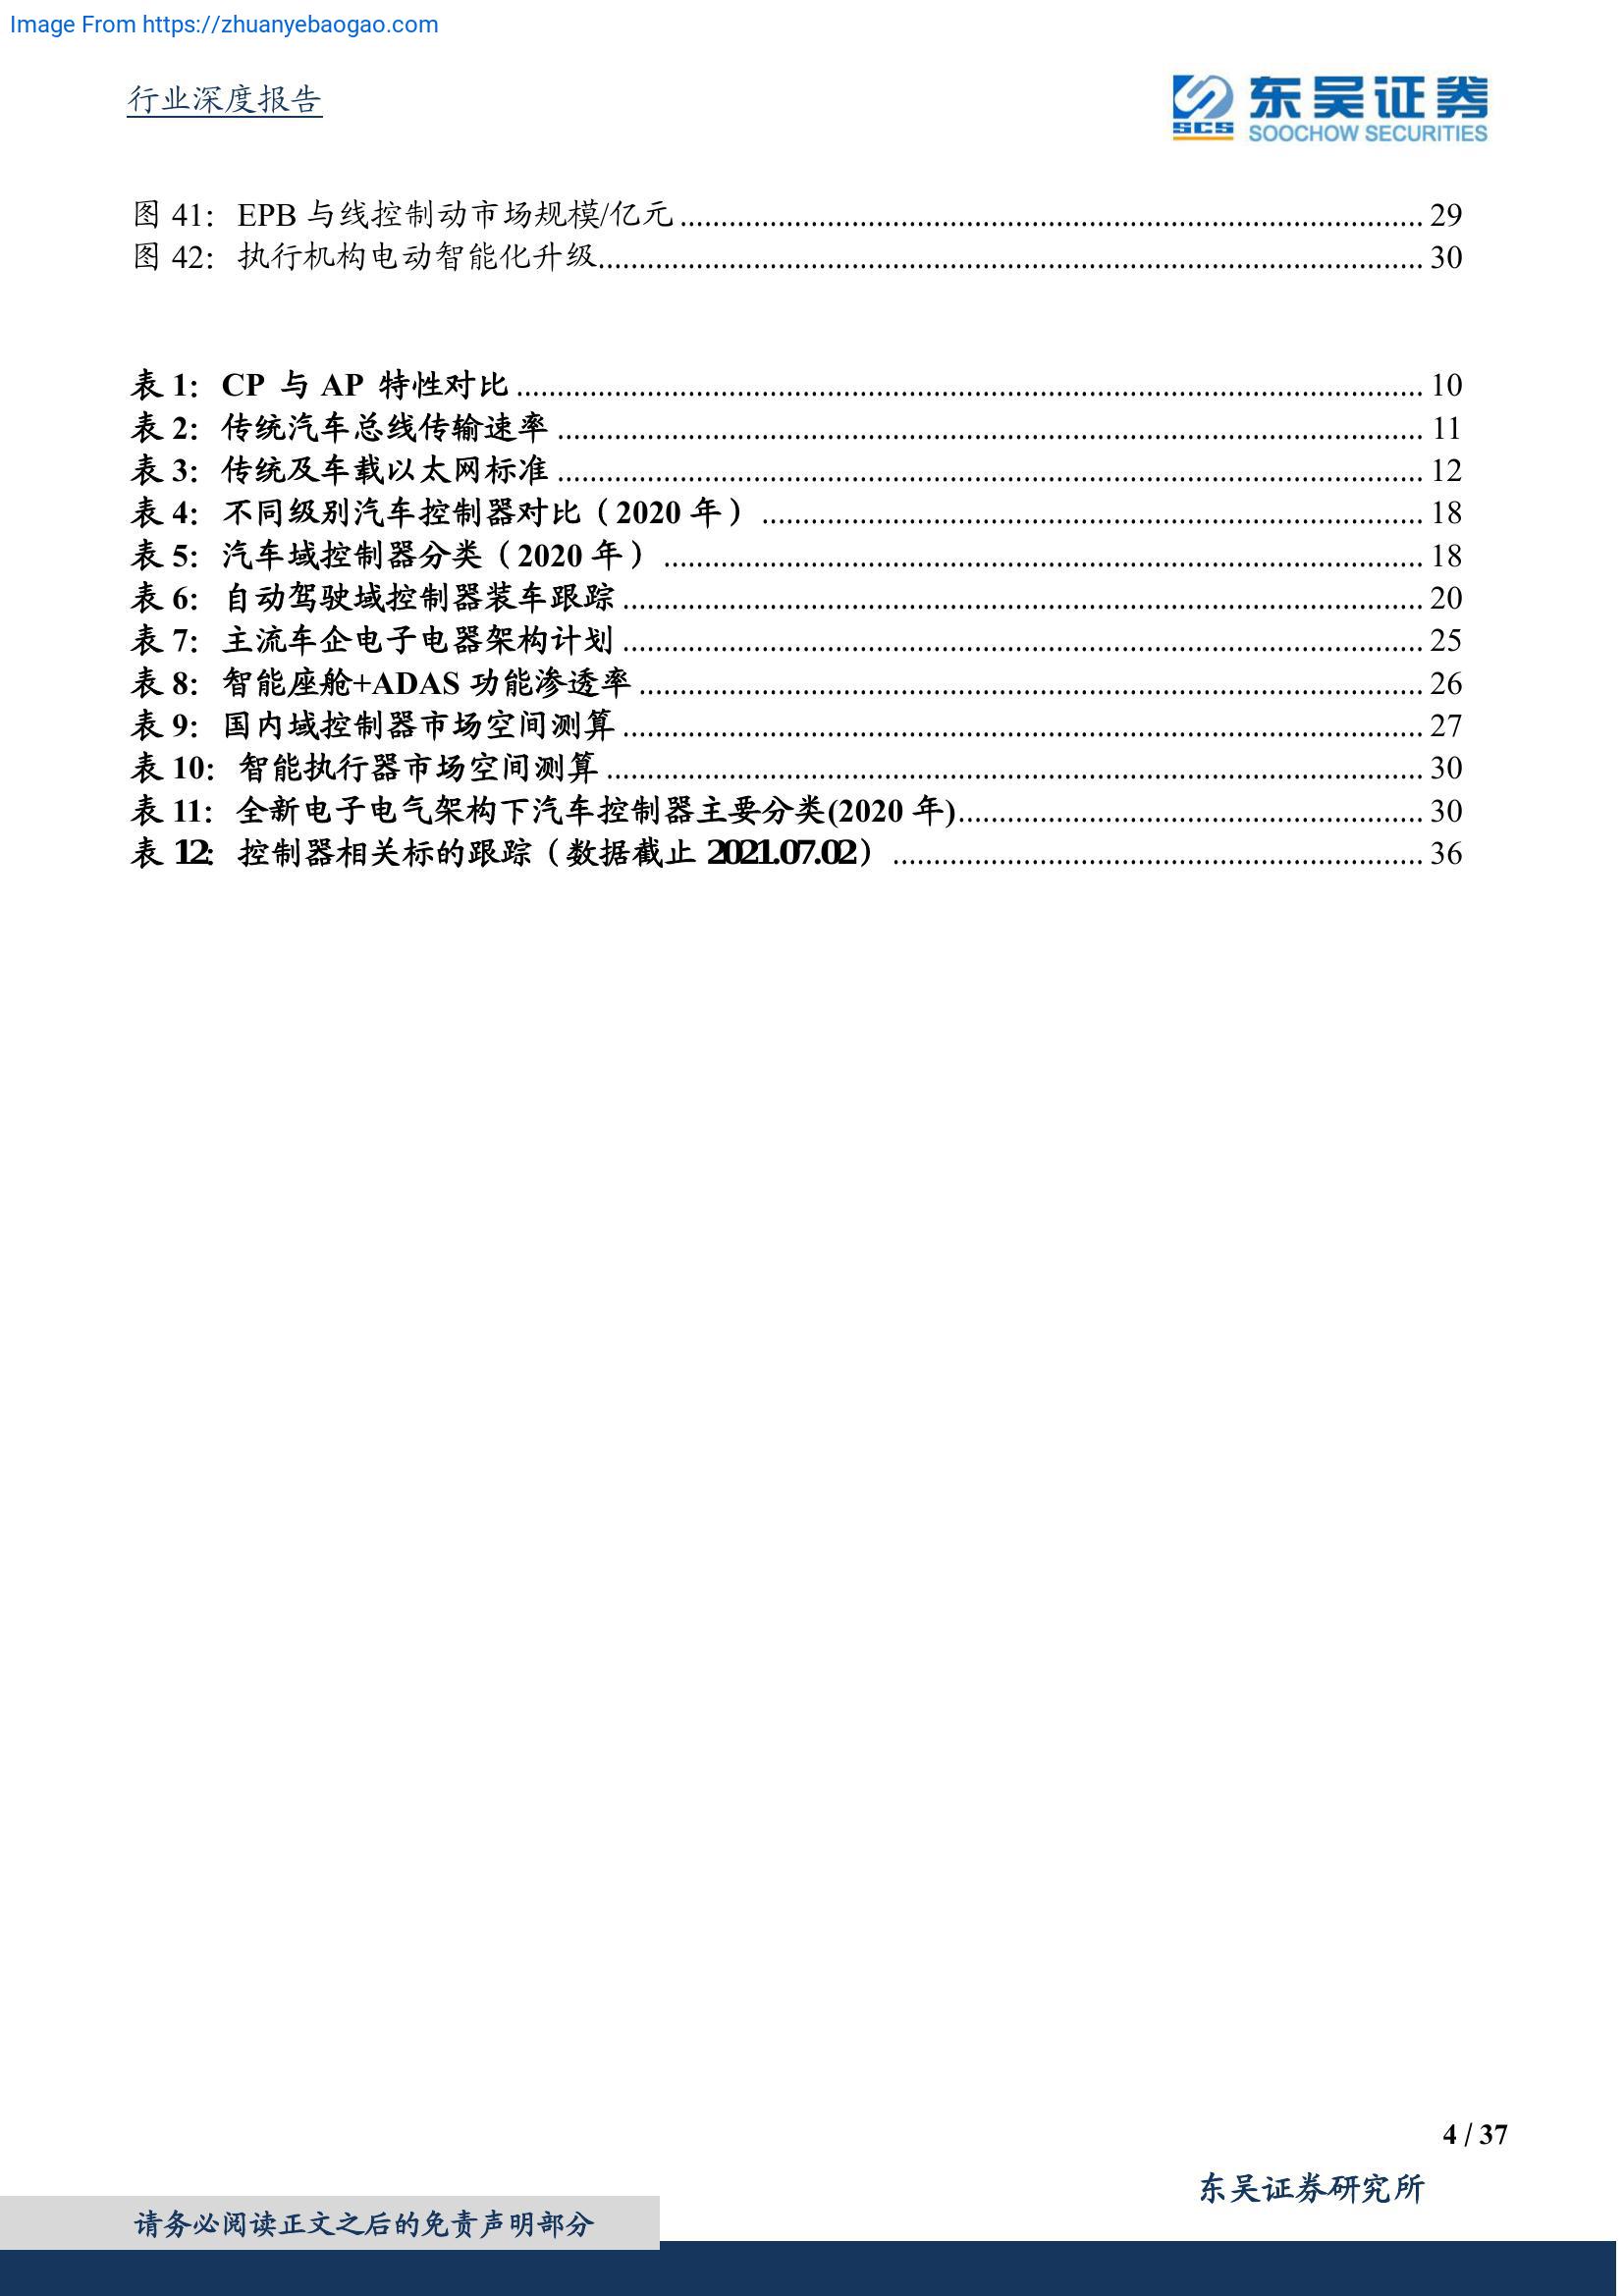 Image From https://zhuanyebaogao.com
行业深度报告
东吴证券
SCS
SOOCHOW SECURITIES
图 41：EPB 与线控制动市场规模/亿元 29
图 42：执行机构电动智能化升级 30
表 1：CP 与 AP 特性对比 10
表 2：传统汽车总线传输速率 11
表 3：传统及车载以太网标准 12
表 4：不同级别汽车控制器对比（2020 年） 18
表 5：汽车域控制器分类（2020 年） 18
表 6：自动驾驶域控制器装车跟踪 20
表 7：主流车企电子电器架构计划 25
表 8：智能座舱+ADAS 功能渗透率 26
表 9：国内域控制器市场空间测算 27
表 10：智能执行器市场空间测算 30
表 11：全新电子电气架构下汽车控制器主要分类(2020 年) 30
表 12：控制器相关标的跟踪（数据截止 2021.07.02） 36
4 / 37
东吴证券研究所
请务必阅读正文之后的免责声明部分